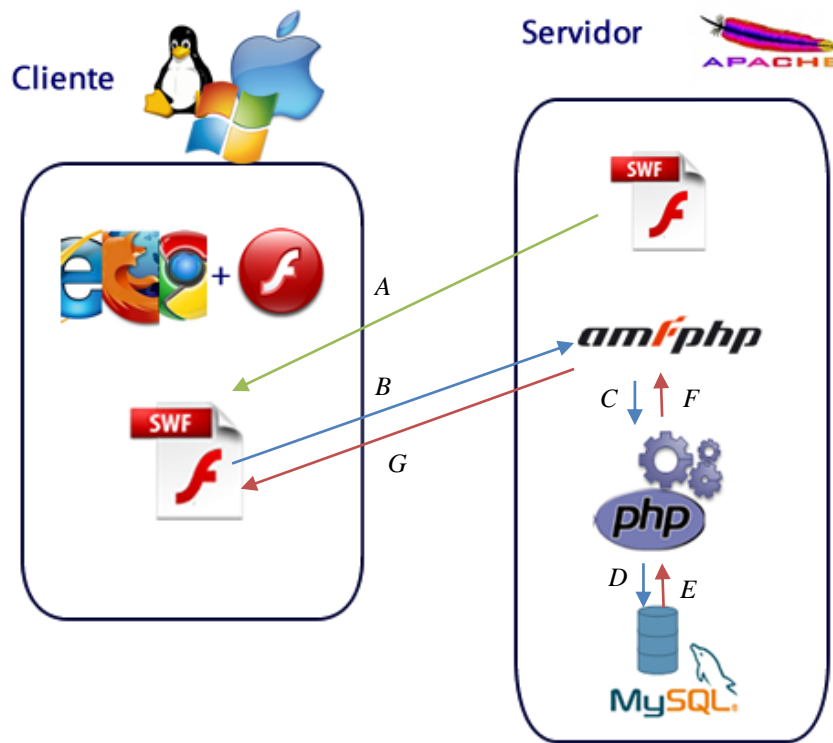 Servidor
APACHE
Cliente
SWF
e
+
A
amfphp
B
C
F
SWF
G
php
D
E
MySQL®